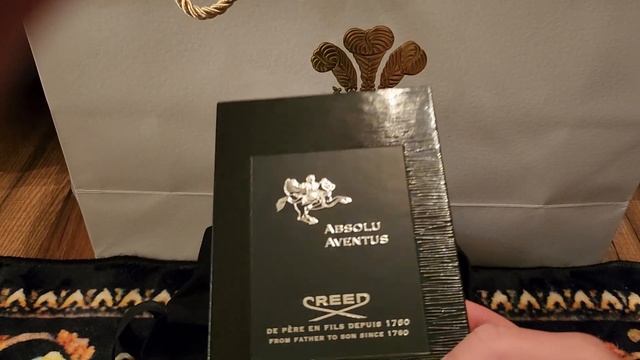 ABSOLU
AVENTUS
CREED
DE PÈRE EN FILS DEPUIS 1760
FROM FATHER TO SON SINCE 1760